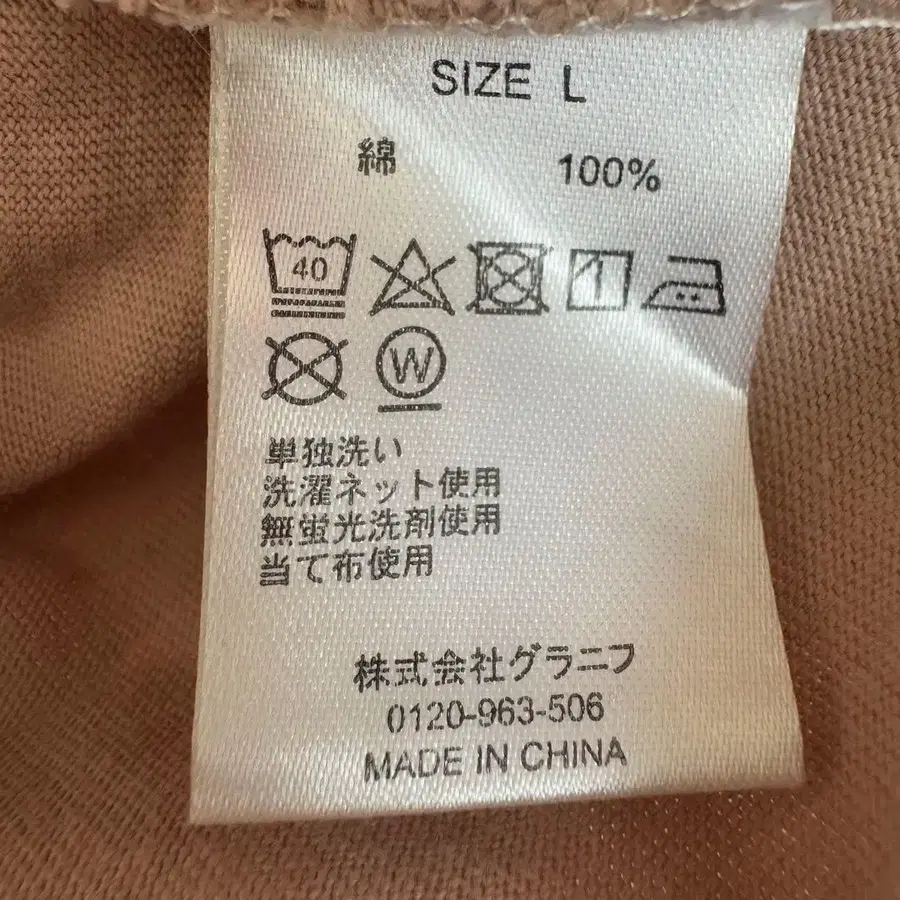 SIZE L
綿 100%
40
W
単独洗い
洗濯ネット使用
無蛍光洗剤使用
当て布使用
株式会社グラニフ
0120-963-506
MADE IN CHINA